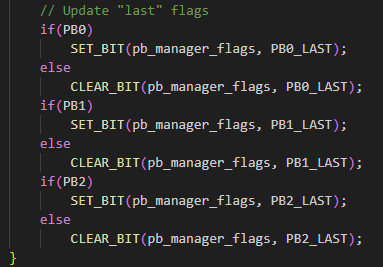 // Update "last" flags
if(PB0)
SET_BIT(pb_manager_flags, PB0_LAST);
else
CLEAR_BIT(pb_manager_flags, PB0_LAST);
if(PB1)
SET_BIT(pb_manager_flags, PB1_LAST);
else
CLEAR_BIT(pb_manager_flags, PB1_LAST);
if(PB2)
SET_BIT(pb_manager_flags, PB2_LAST);
else
CLEAR_BIT(pb_manager_flags, PB2_LAST);
}